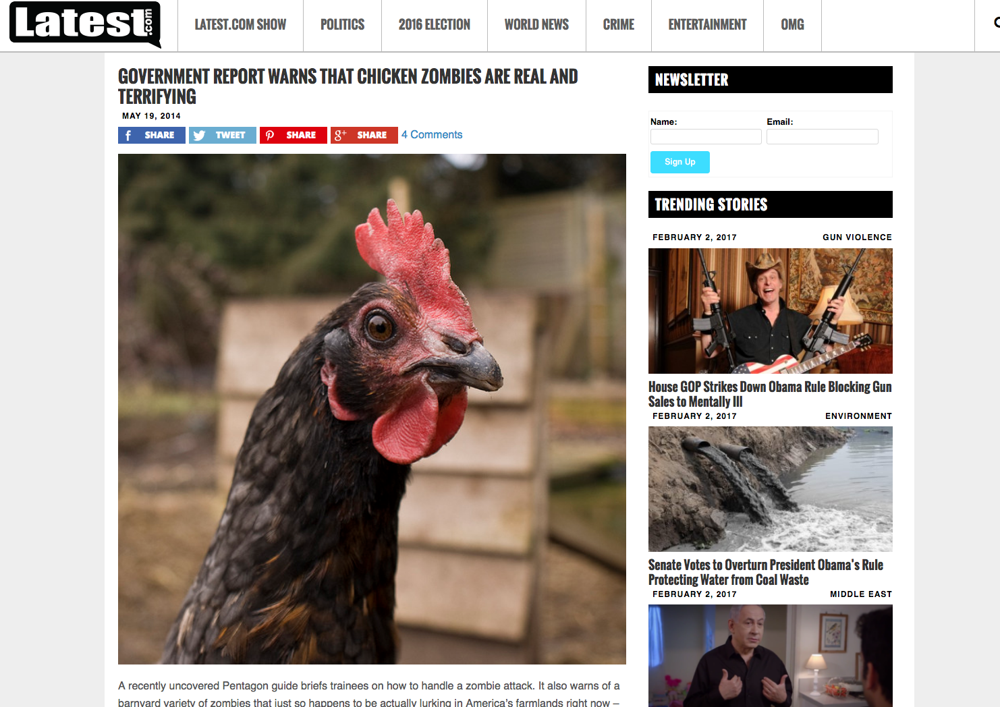 Latest.com
LATEST.COM SHOW
POLITICS
2016 ELECTION
WORLD NEWS
CRIME
ENTERTAINMENT
OMG
GOVERNMENT REPORT WARNS THAT CHICKEN ZOMBIES ARE REAL AND
TERRIFYING
MAY 19, 2014
SHARE
TWEET
SHARE
SHARE
4 Comments
A recently uncovered Pentagon guide briefs trainees on how to handle a zombie attack. It also warns of a
barnyard variety of zombies that just so happens to be actually lurking in America's farmlands right now –
NEWSLETTER
Name:
Email:
Sign Up
TRENDING STORIES
FEBRUARY 2, 2017
GUN VIOLENCE
House GOP Strikes Down Obama Rule Blocking Gun
Sales to Mentally Ill
FEBRUARY 2, 2017
ENVIRONMENT
Senate Votes to Overturn President Obama's Rule
Protecting Water from Coal Waste
FEBRUARY 2, 2017
MIDDLE EAST